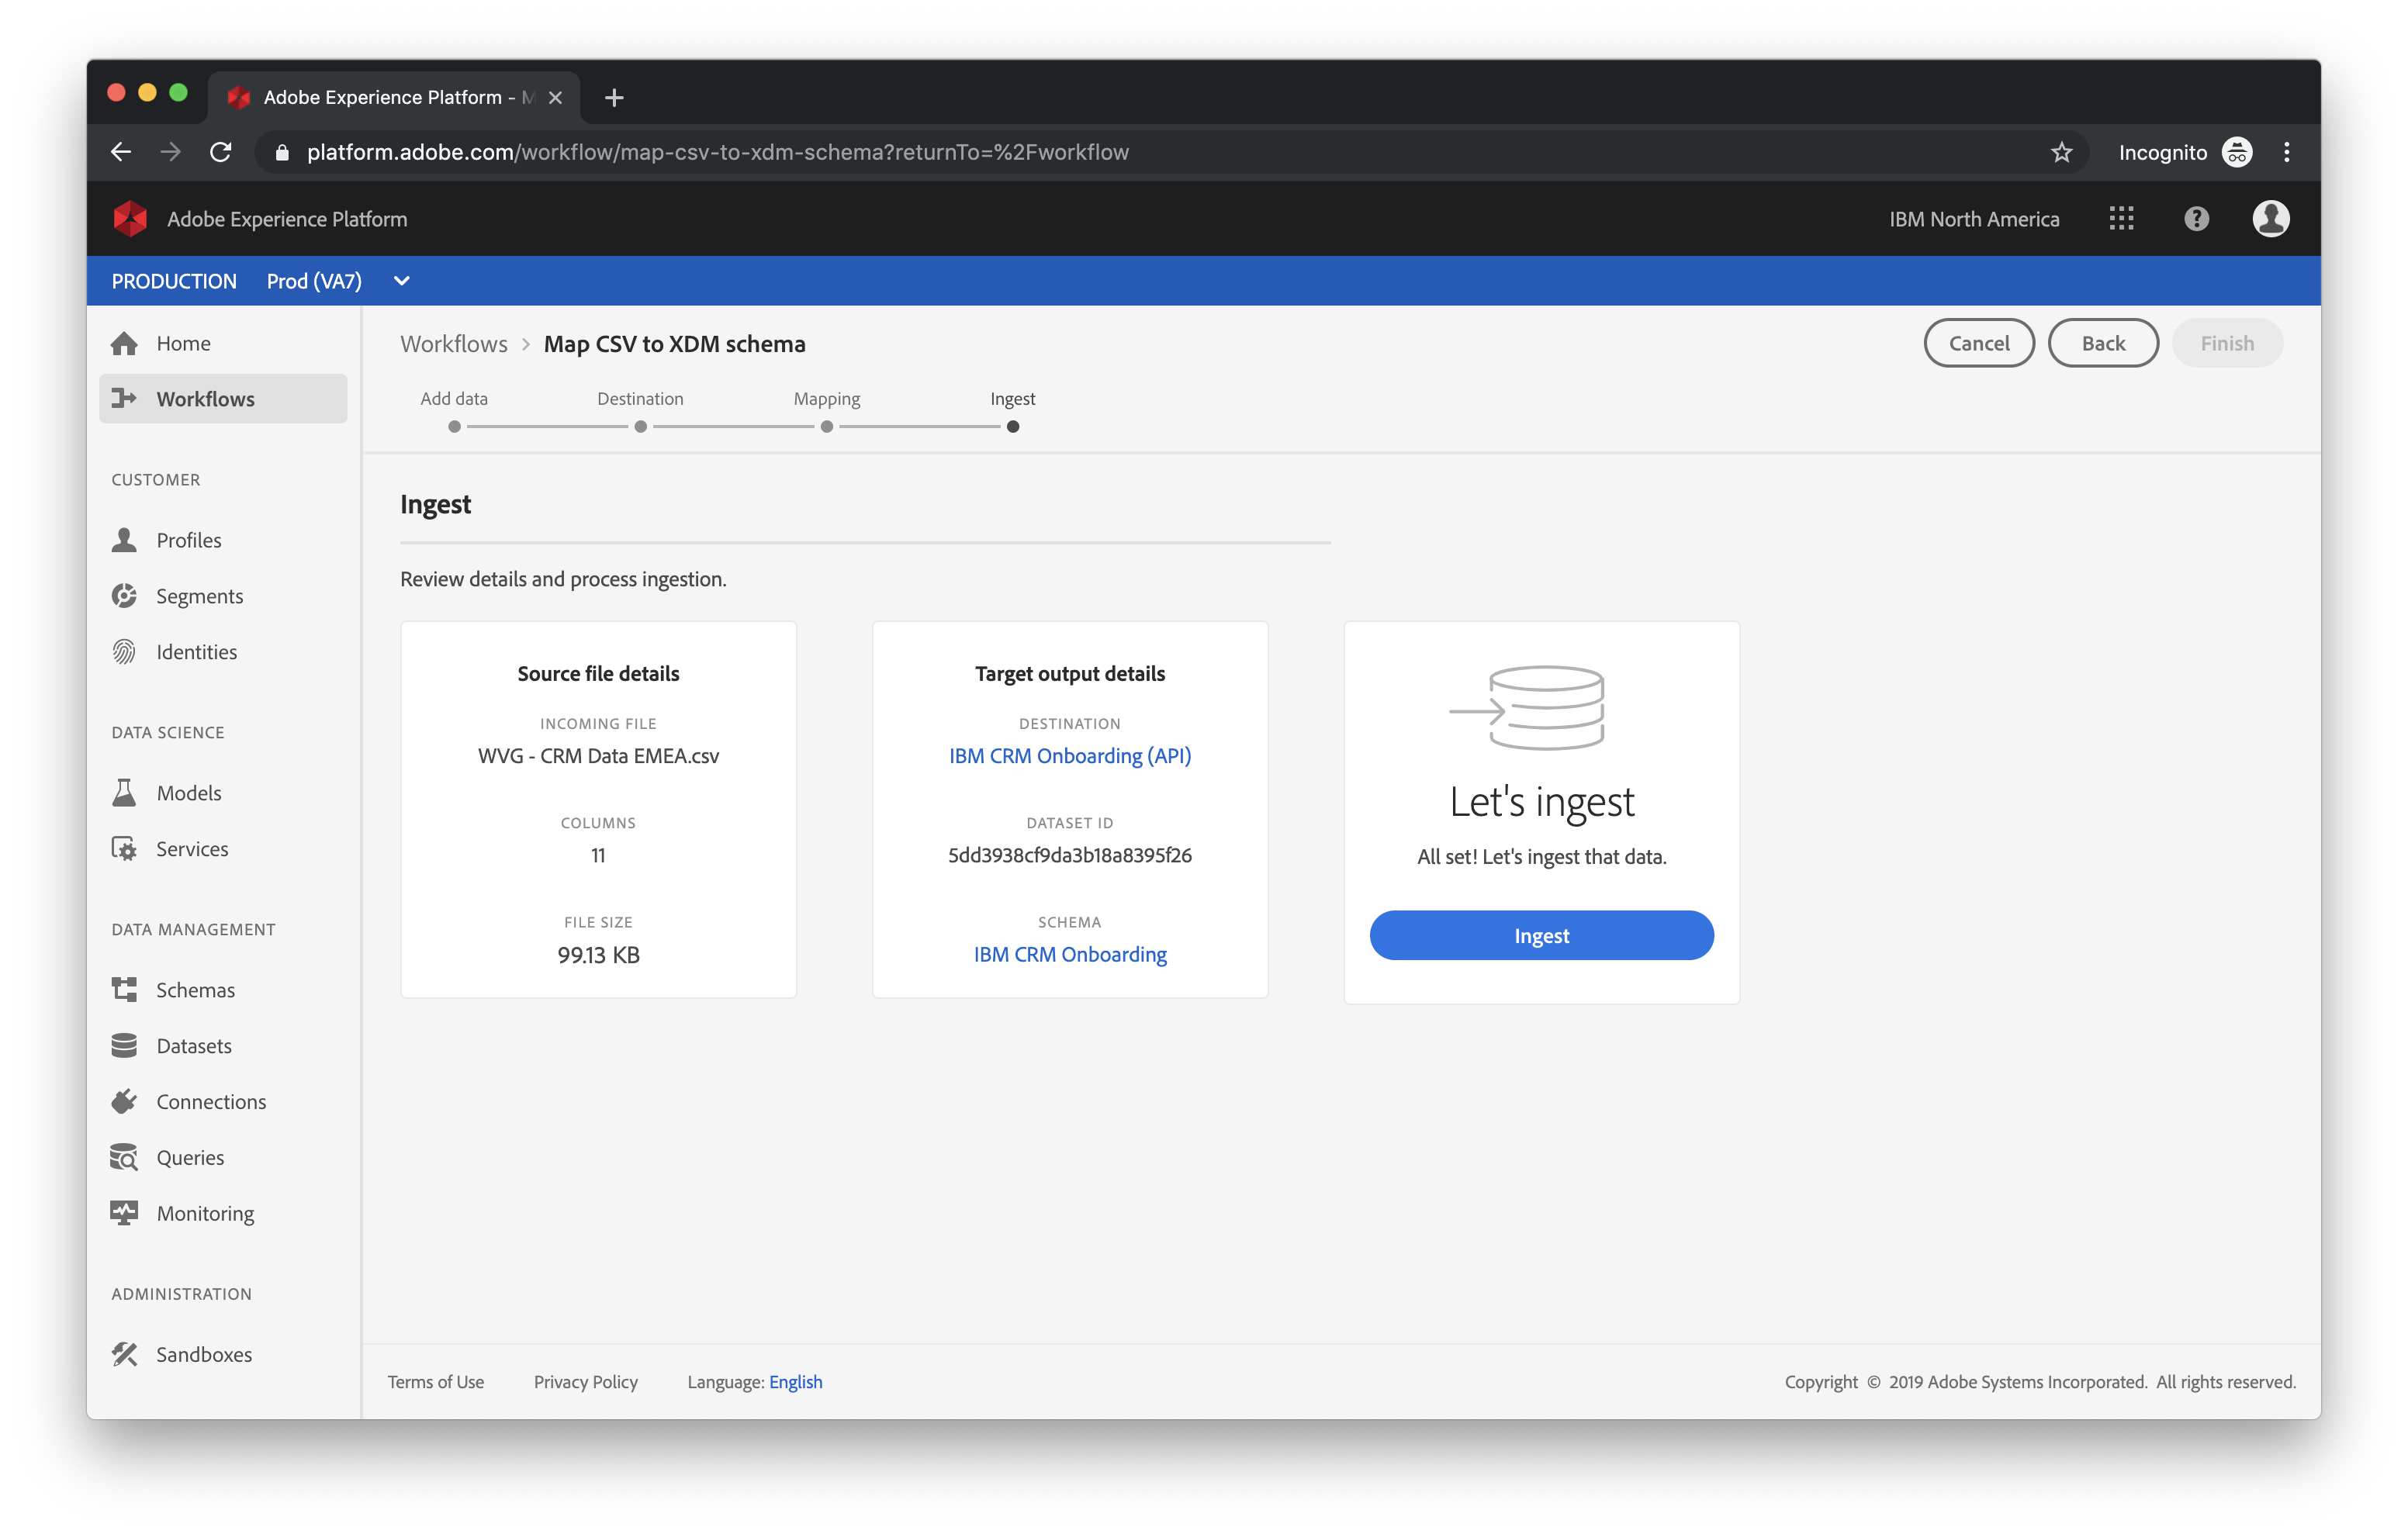 Adobe Experience Platform - M
platform.adobe.com/workflow/map-csv-to-xdm-schema?returnTo=%2Fworkflow
Incognito
Adobe Experience Platform
IBM North America
PRODUCTION Prod (VA7)
Home
Workflows
CUSTOMER
Profiles
Segments
Identities
DATA SCIENCE
Models
Services
DATA MANAGEMENT
Schemas
Datasets
Connections
Queries
Monitoring
ADMINISTRATION
Sandboxes
Workflows > Map CSV to XDM schema
Cancel
Back
Finish
Add data
Destination
Mapping
Ingest
Ingest
Review details and process ingestion.
Source file details
INCOMING FILE
WVG - CRM Data EMEA.csv
COLUMNS
11
FILE SIZE
99.13 KB
Target output details
DESTINATION
IBM CRM Onboarding (API)
DATASET ID
5dd3938cf9da3b18a8395f26
SCHEMA
IBM CRM Onboarding
Let's ingest
All set! Let's ingest that data.
Ingest
Terms of Use
Privacy Policy
Language: English
Copyright © 2019 Adobe Systems Incorporated. All rights reserved.